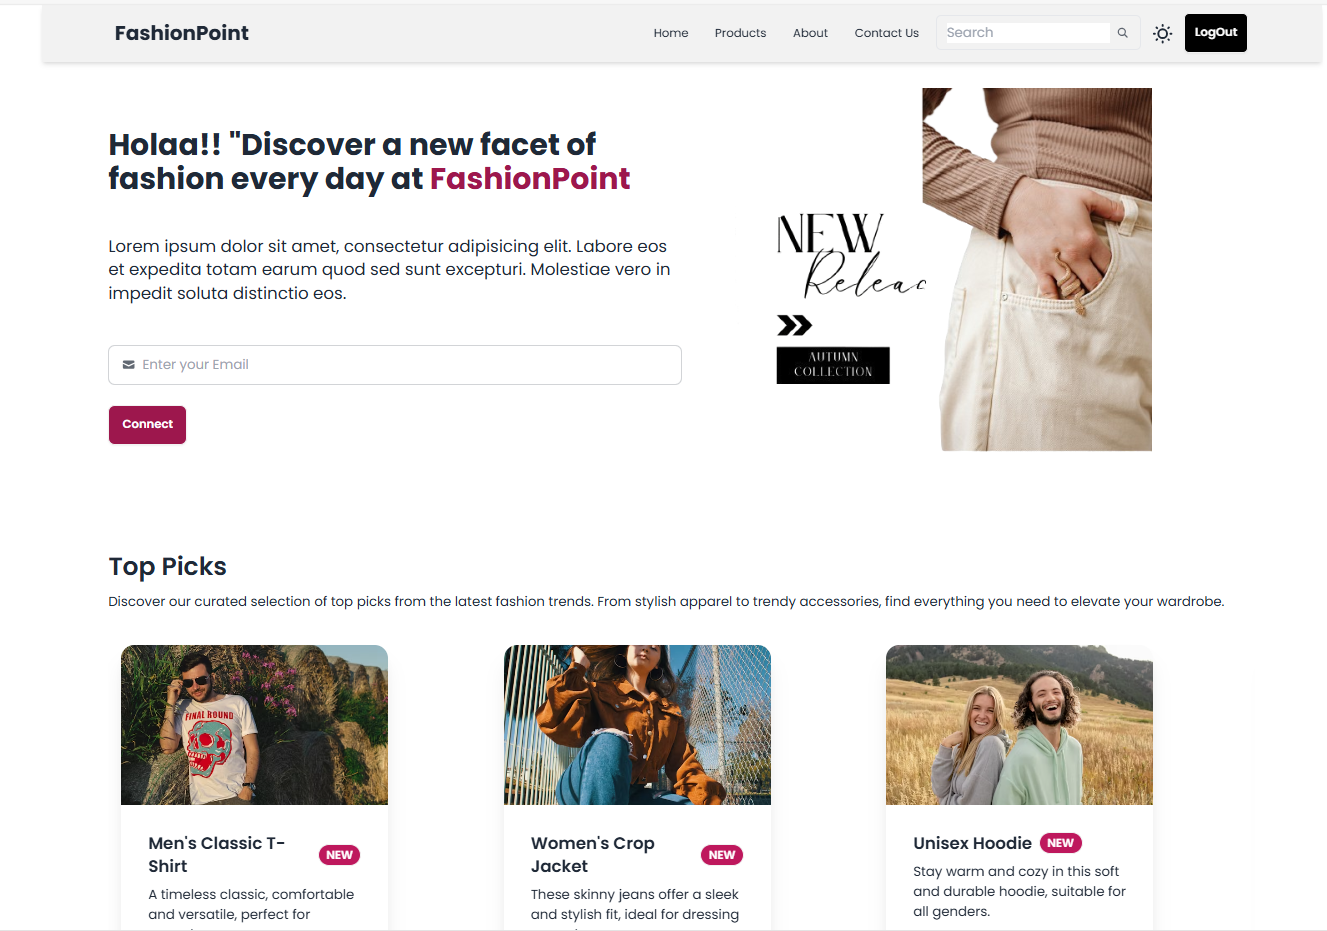 FashionPoint
Home Products About Contact Us Search LogOut
Holaa!! "Discover a new facet of
fashion every day at FashionPoint
Lorem ipsum dolor sit amet, consectetur adipisicing elit. Labore eos
et expedita totam earum quod sed sunt excepturi. Molestiae vero in
impedit soluta distinctio eos.
Enter your Email
Connect
NEW
Releas
AUTUMN
COLLECTION
Top Picks
Discover our curated selection of top picks from the latest fashion trends. From stylish apparel to trendy accessories, find everything you need to elevate your wardrobe.
FINAL ROUND
Men's Classic T-
Shirt
NEW
A timeless classic, comfortable
and versatile, perfect for
Women's Crop
Jacket
NEW
These skinny jeans offer a sleek
and stylish fit, ideal for dressing
Unisex Hoodie NEW
Stay warm and cozy in this soft
and durable hoodie, suitable for
all genders.